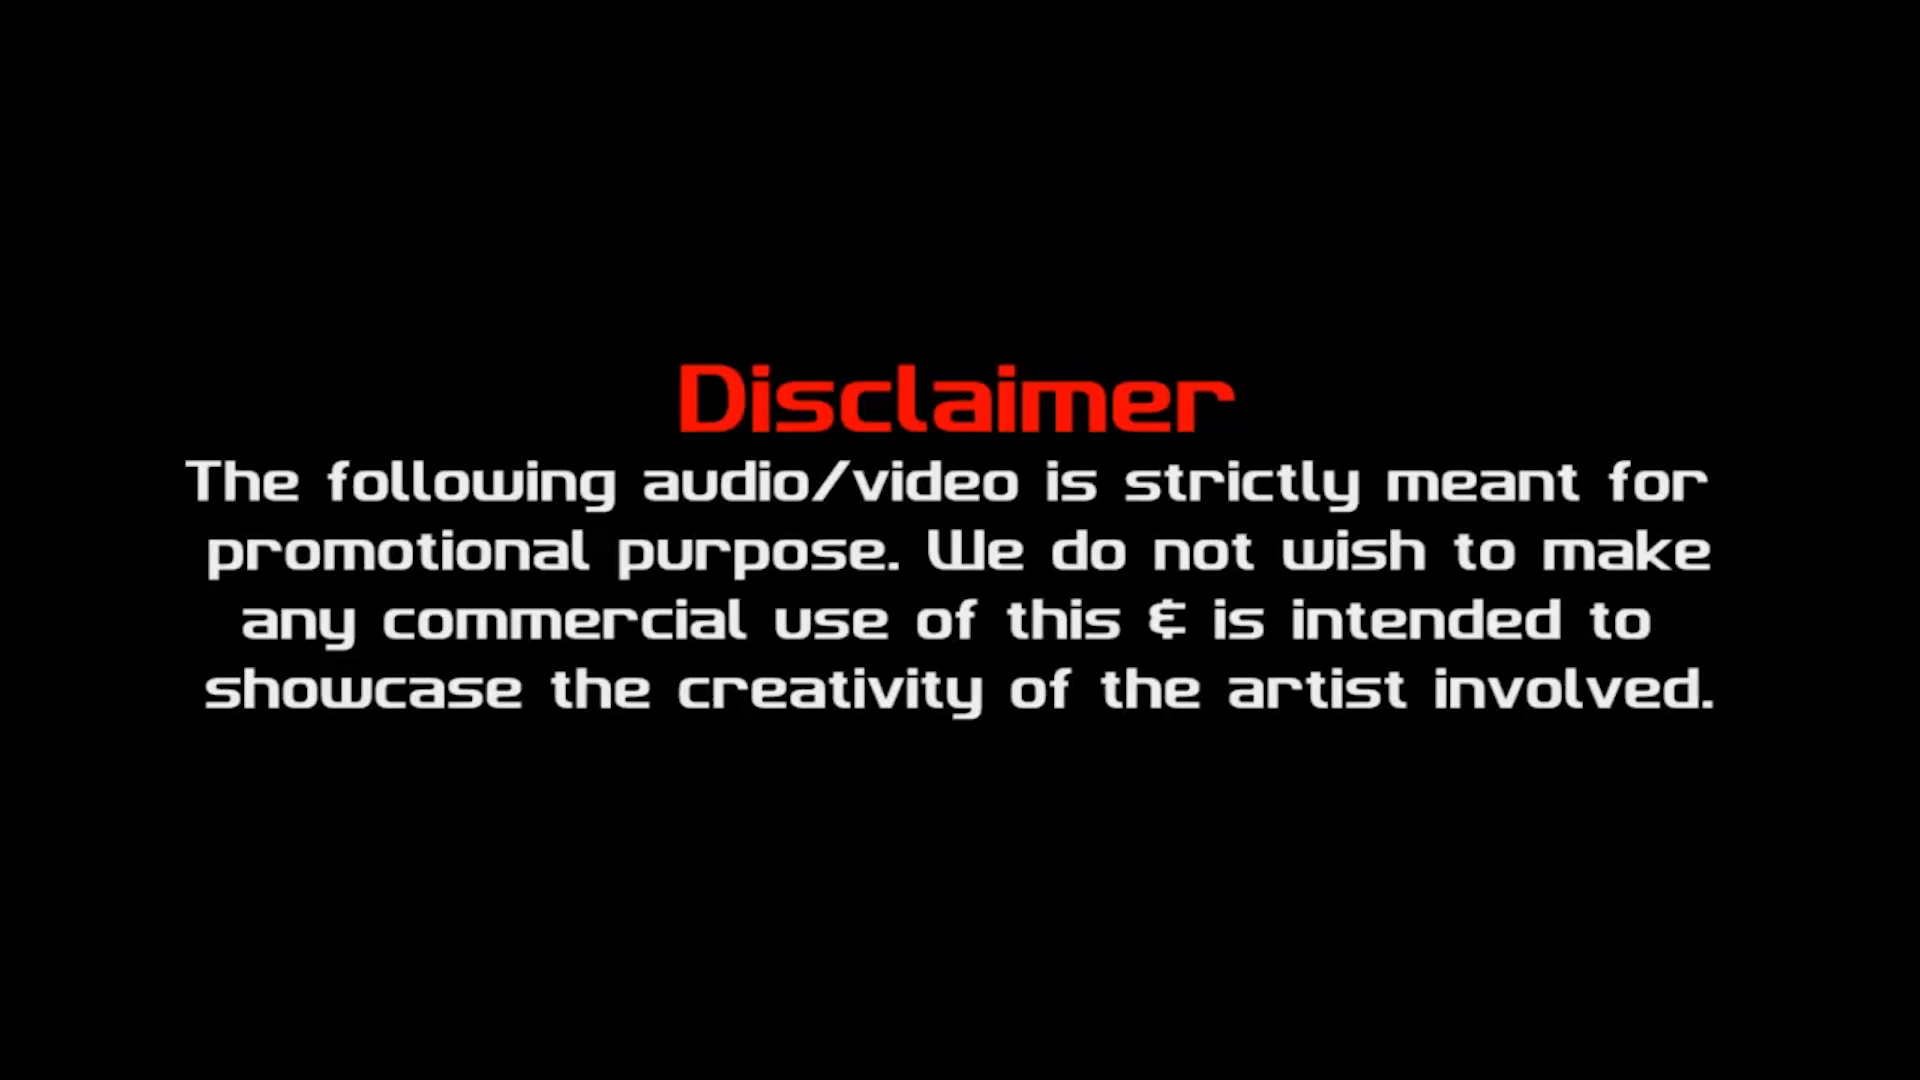 Disclaimer
The following audio/video is strictly meant for
promotional purpose. We do not wish to make
any commercial use of this & is intended to
showcase the creativity of the artist involved.